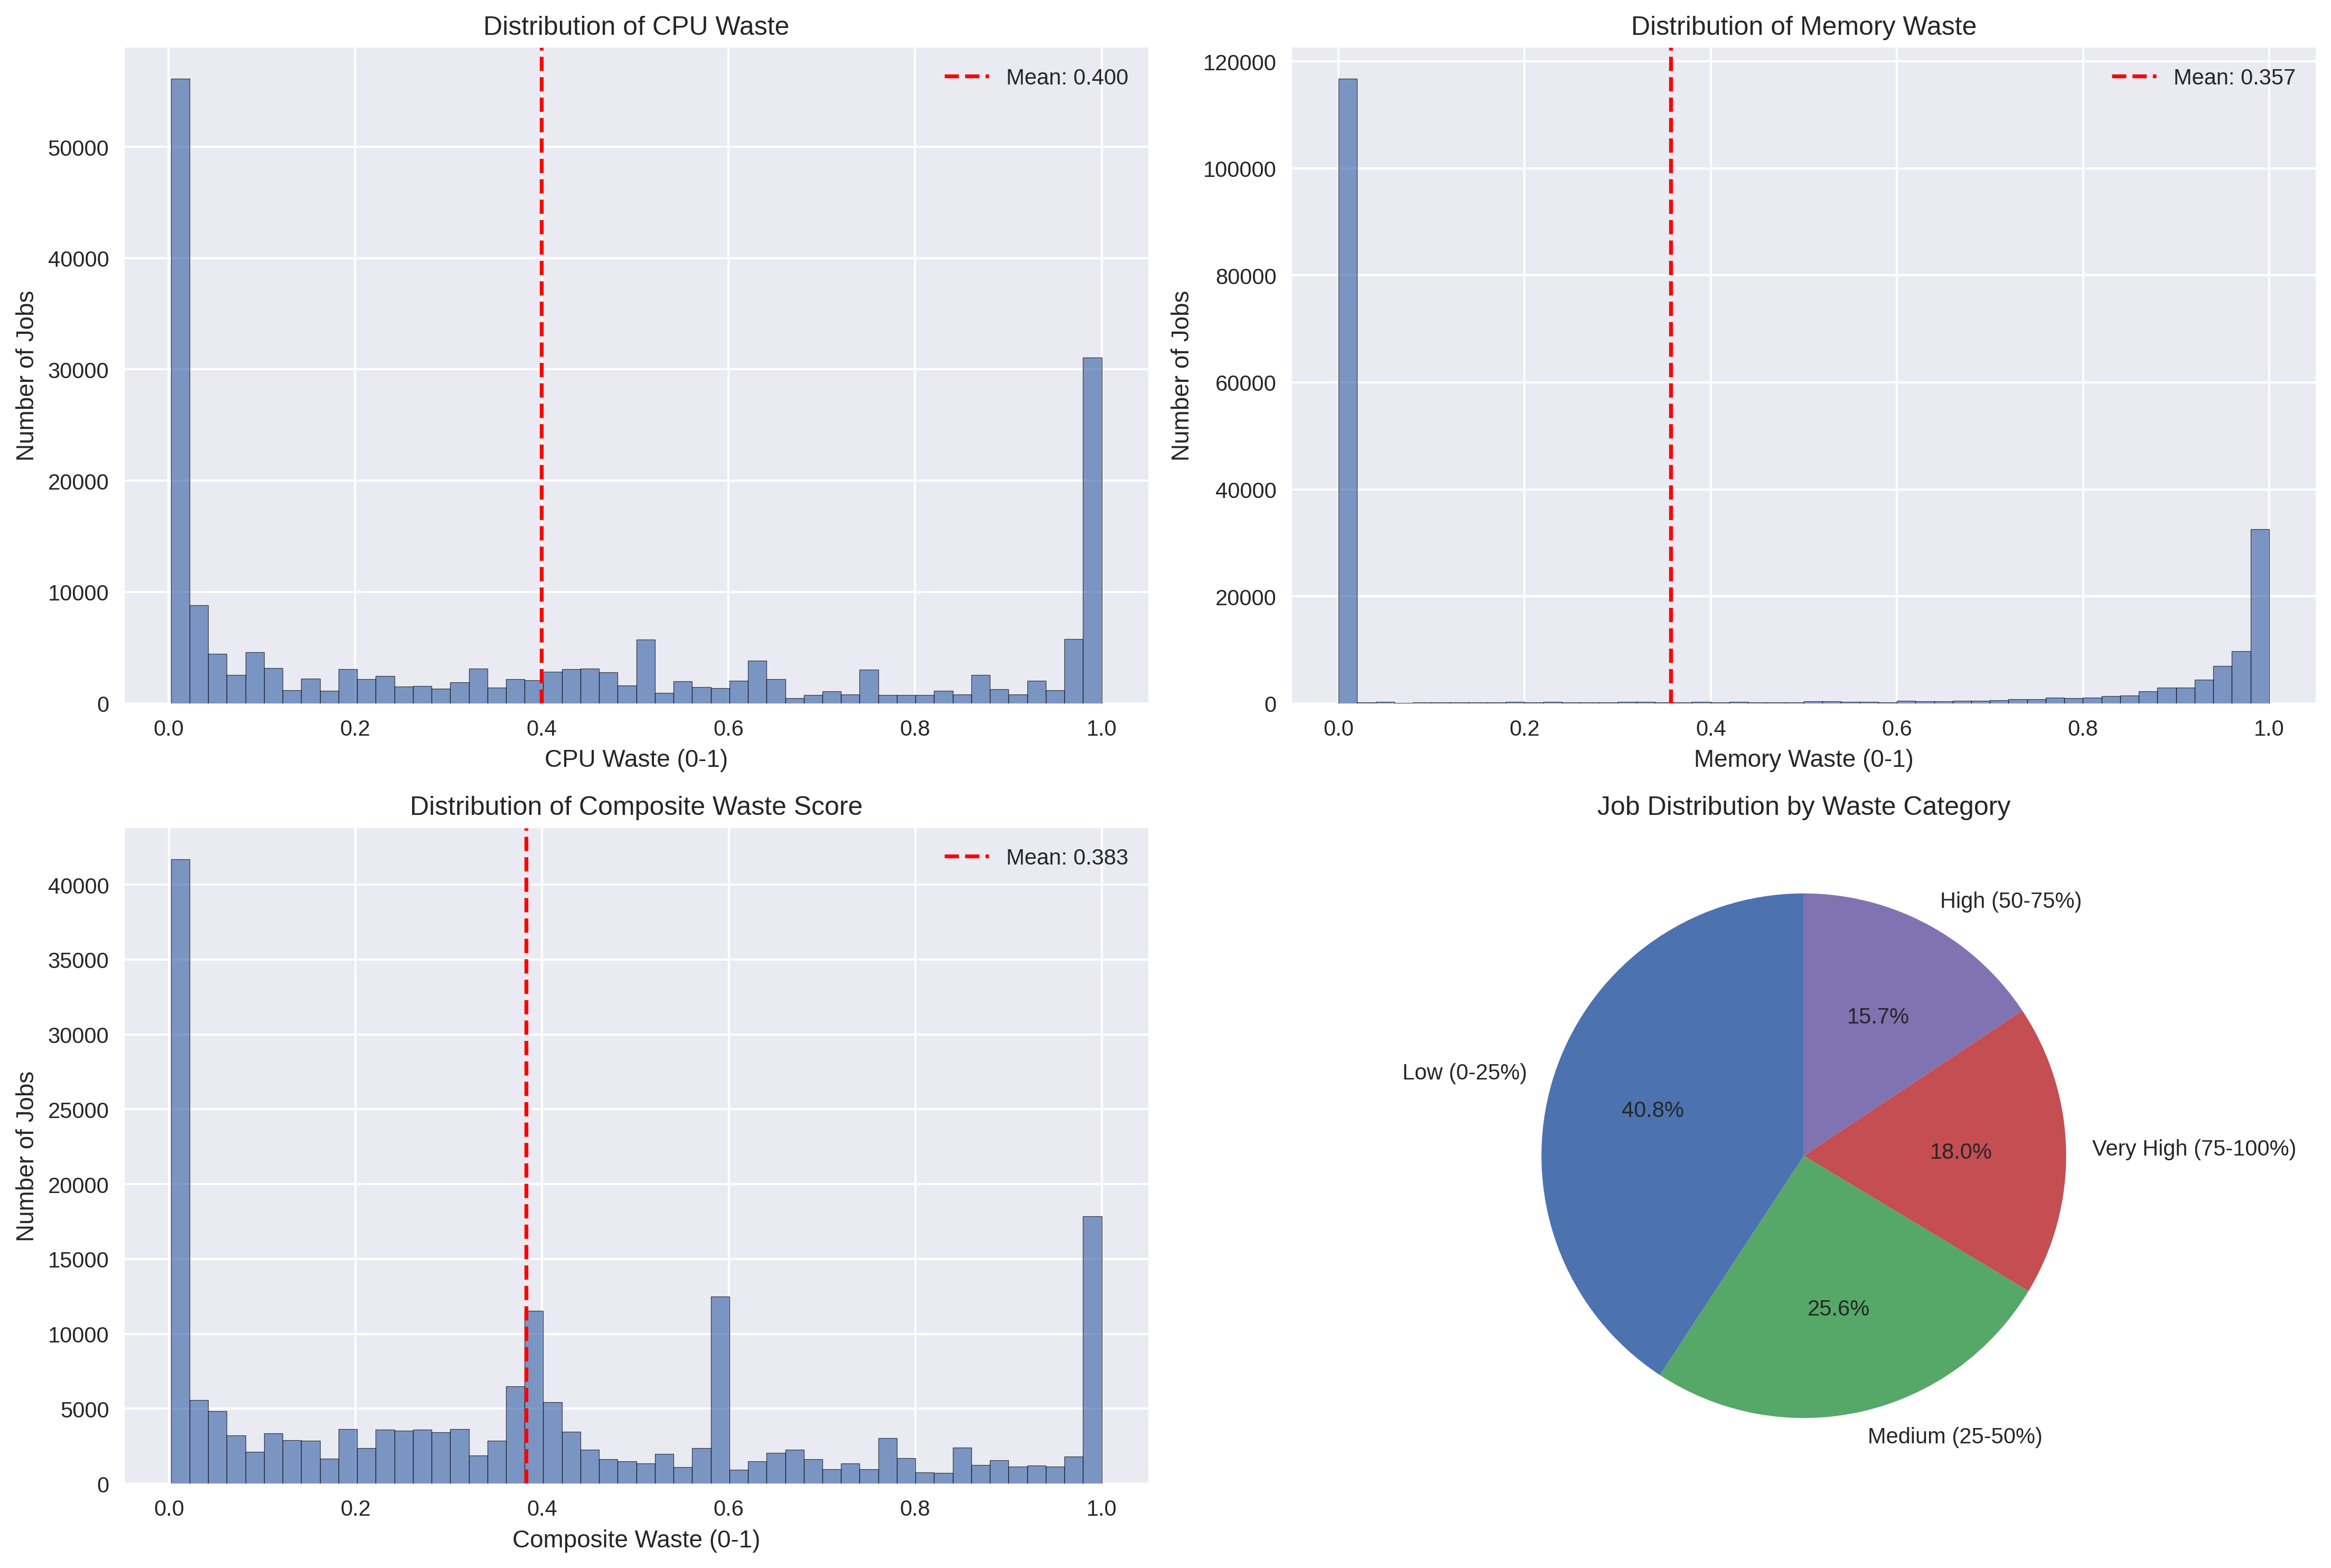 Distribution of CPU Waste
Mean: 0.400
50000
40000
30000
20000
10000
0
Number of Jobs
0.0 0.2 0.4 0.6 0.8 1.0
CPU Waste (0-1)
Distribution of Memory Waste
Mean: 0.357
120000
100000
80000
60000
40000
20000
0
Number of Jobs
0.0 0.2 0.4 0.6 0.8 1.0
Memory Waste (0-1)
Distribution of Composite Waste Score
Mean: 0.383
40000
35000
30000
25000
20000
15000
10000
5000
0
Number of Jobs
0.0 0.2 0.4 0.6 0.8 1.0
Composite Waste (0-1)
Job Distribution by Waste Category
High (50-75%)
15.7%
Low (0-25%)
40.8%
Very High (75-100%)
18.0%
25.6%
Medium (25-50%)